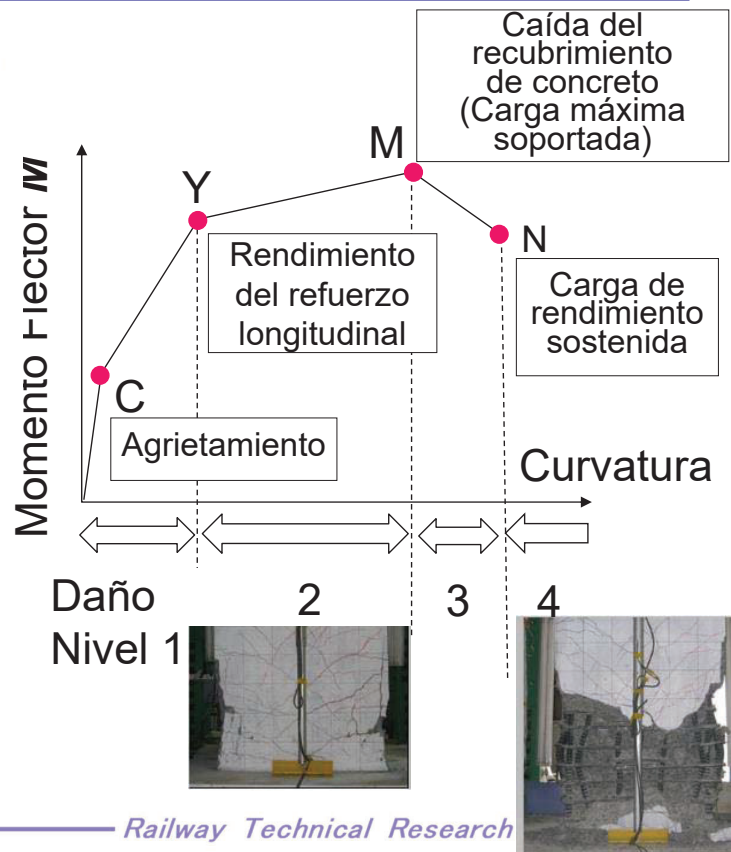 Caída del
recubrimiento
de concreto
(Carga máxima
soportada)
M
Y
N
Rendimiento
del refuerzo
longitudinal
Carga de
rendimiento
sostenida
C
Agrietamiento
Curvatura
Momento Flector M
Daño
Nivel 1
2
3
4
Railway Technical Research